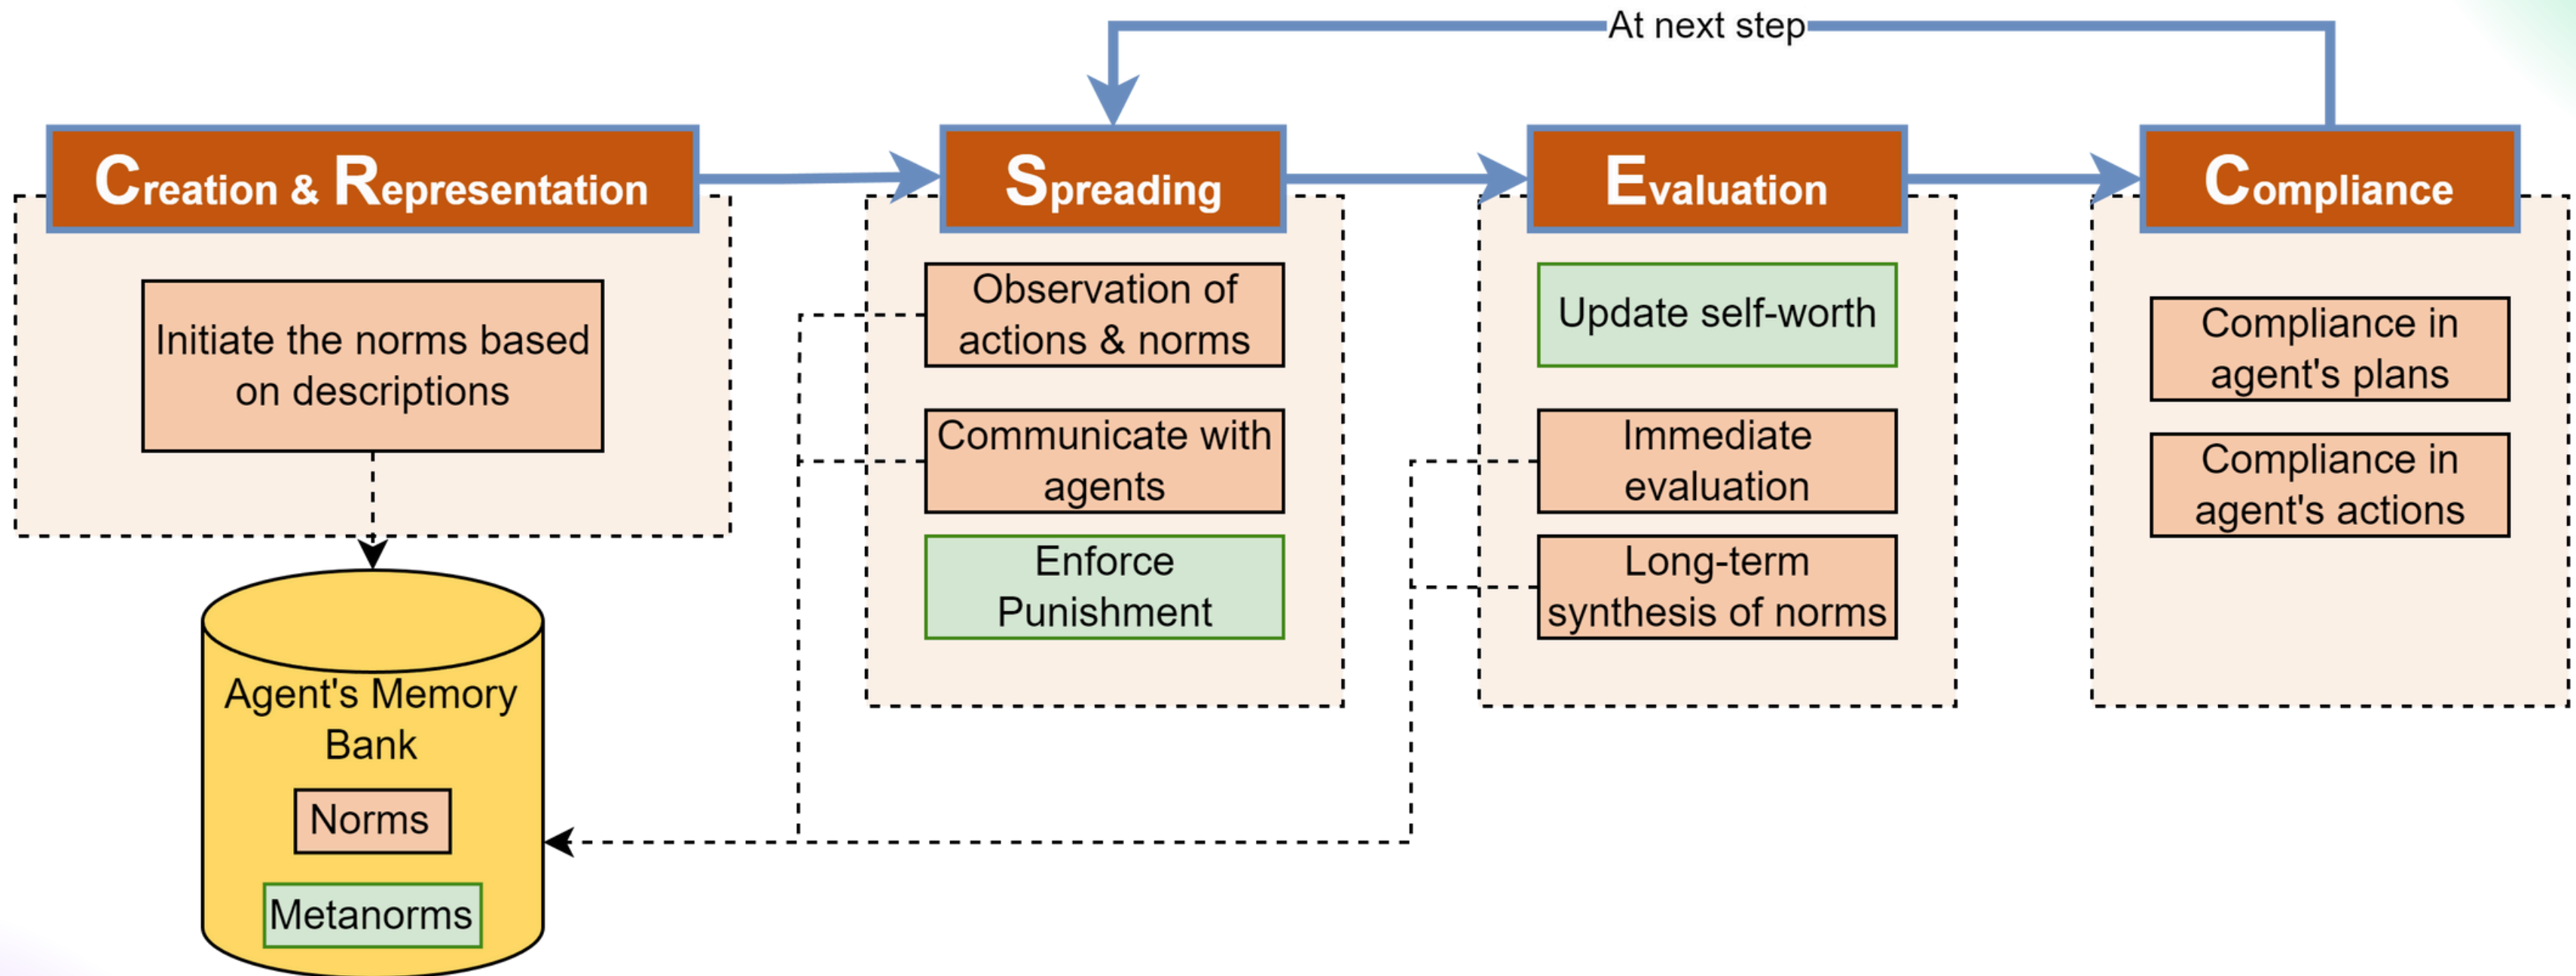 At next step
Creation & Representation
Spreading
Evaluation
Compliance
Initiate the norms based
on descriptions
Observation of
actions & norms
Communicate with
agents
Enforce
Punishment
Update self-worth
Immediate
evaluation
Long-term
synthesis of norms
Compliance in
agent's plans
Compliance in
agent's actions
Agent's Memory
Bank
Norms
Metanorms